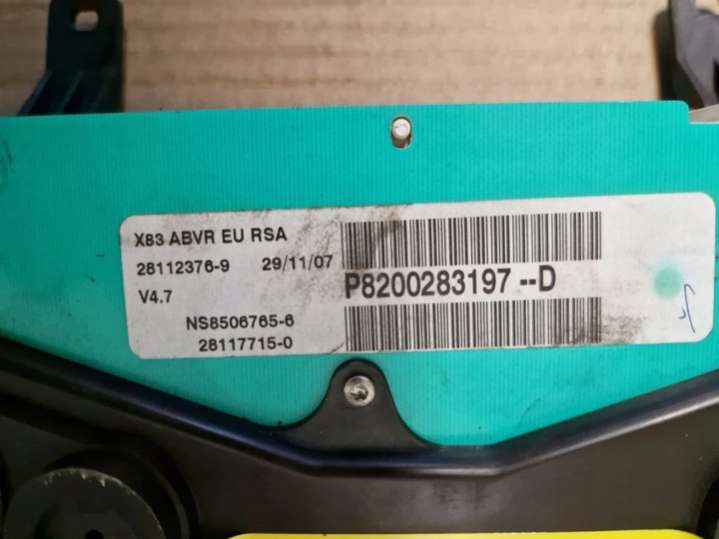 X83 ABVR EU RSA
28112376-9 29/11/07
V4.7
P8200283197 --D
NS8506765-6
28117715-0